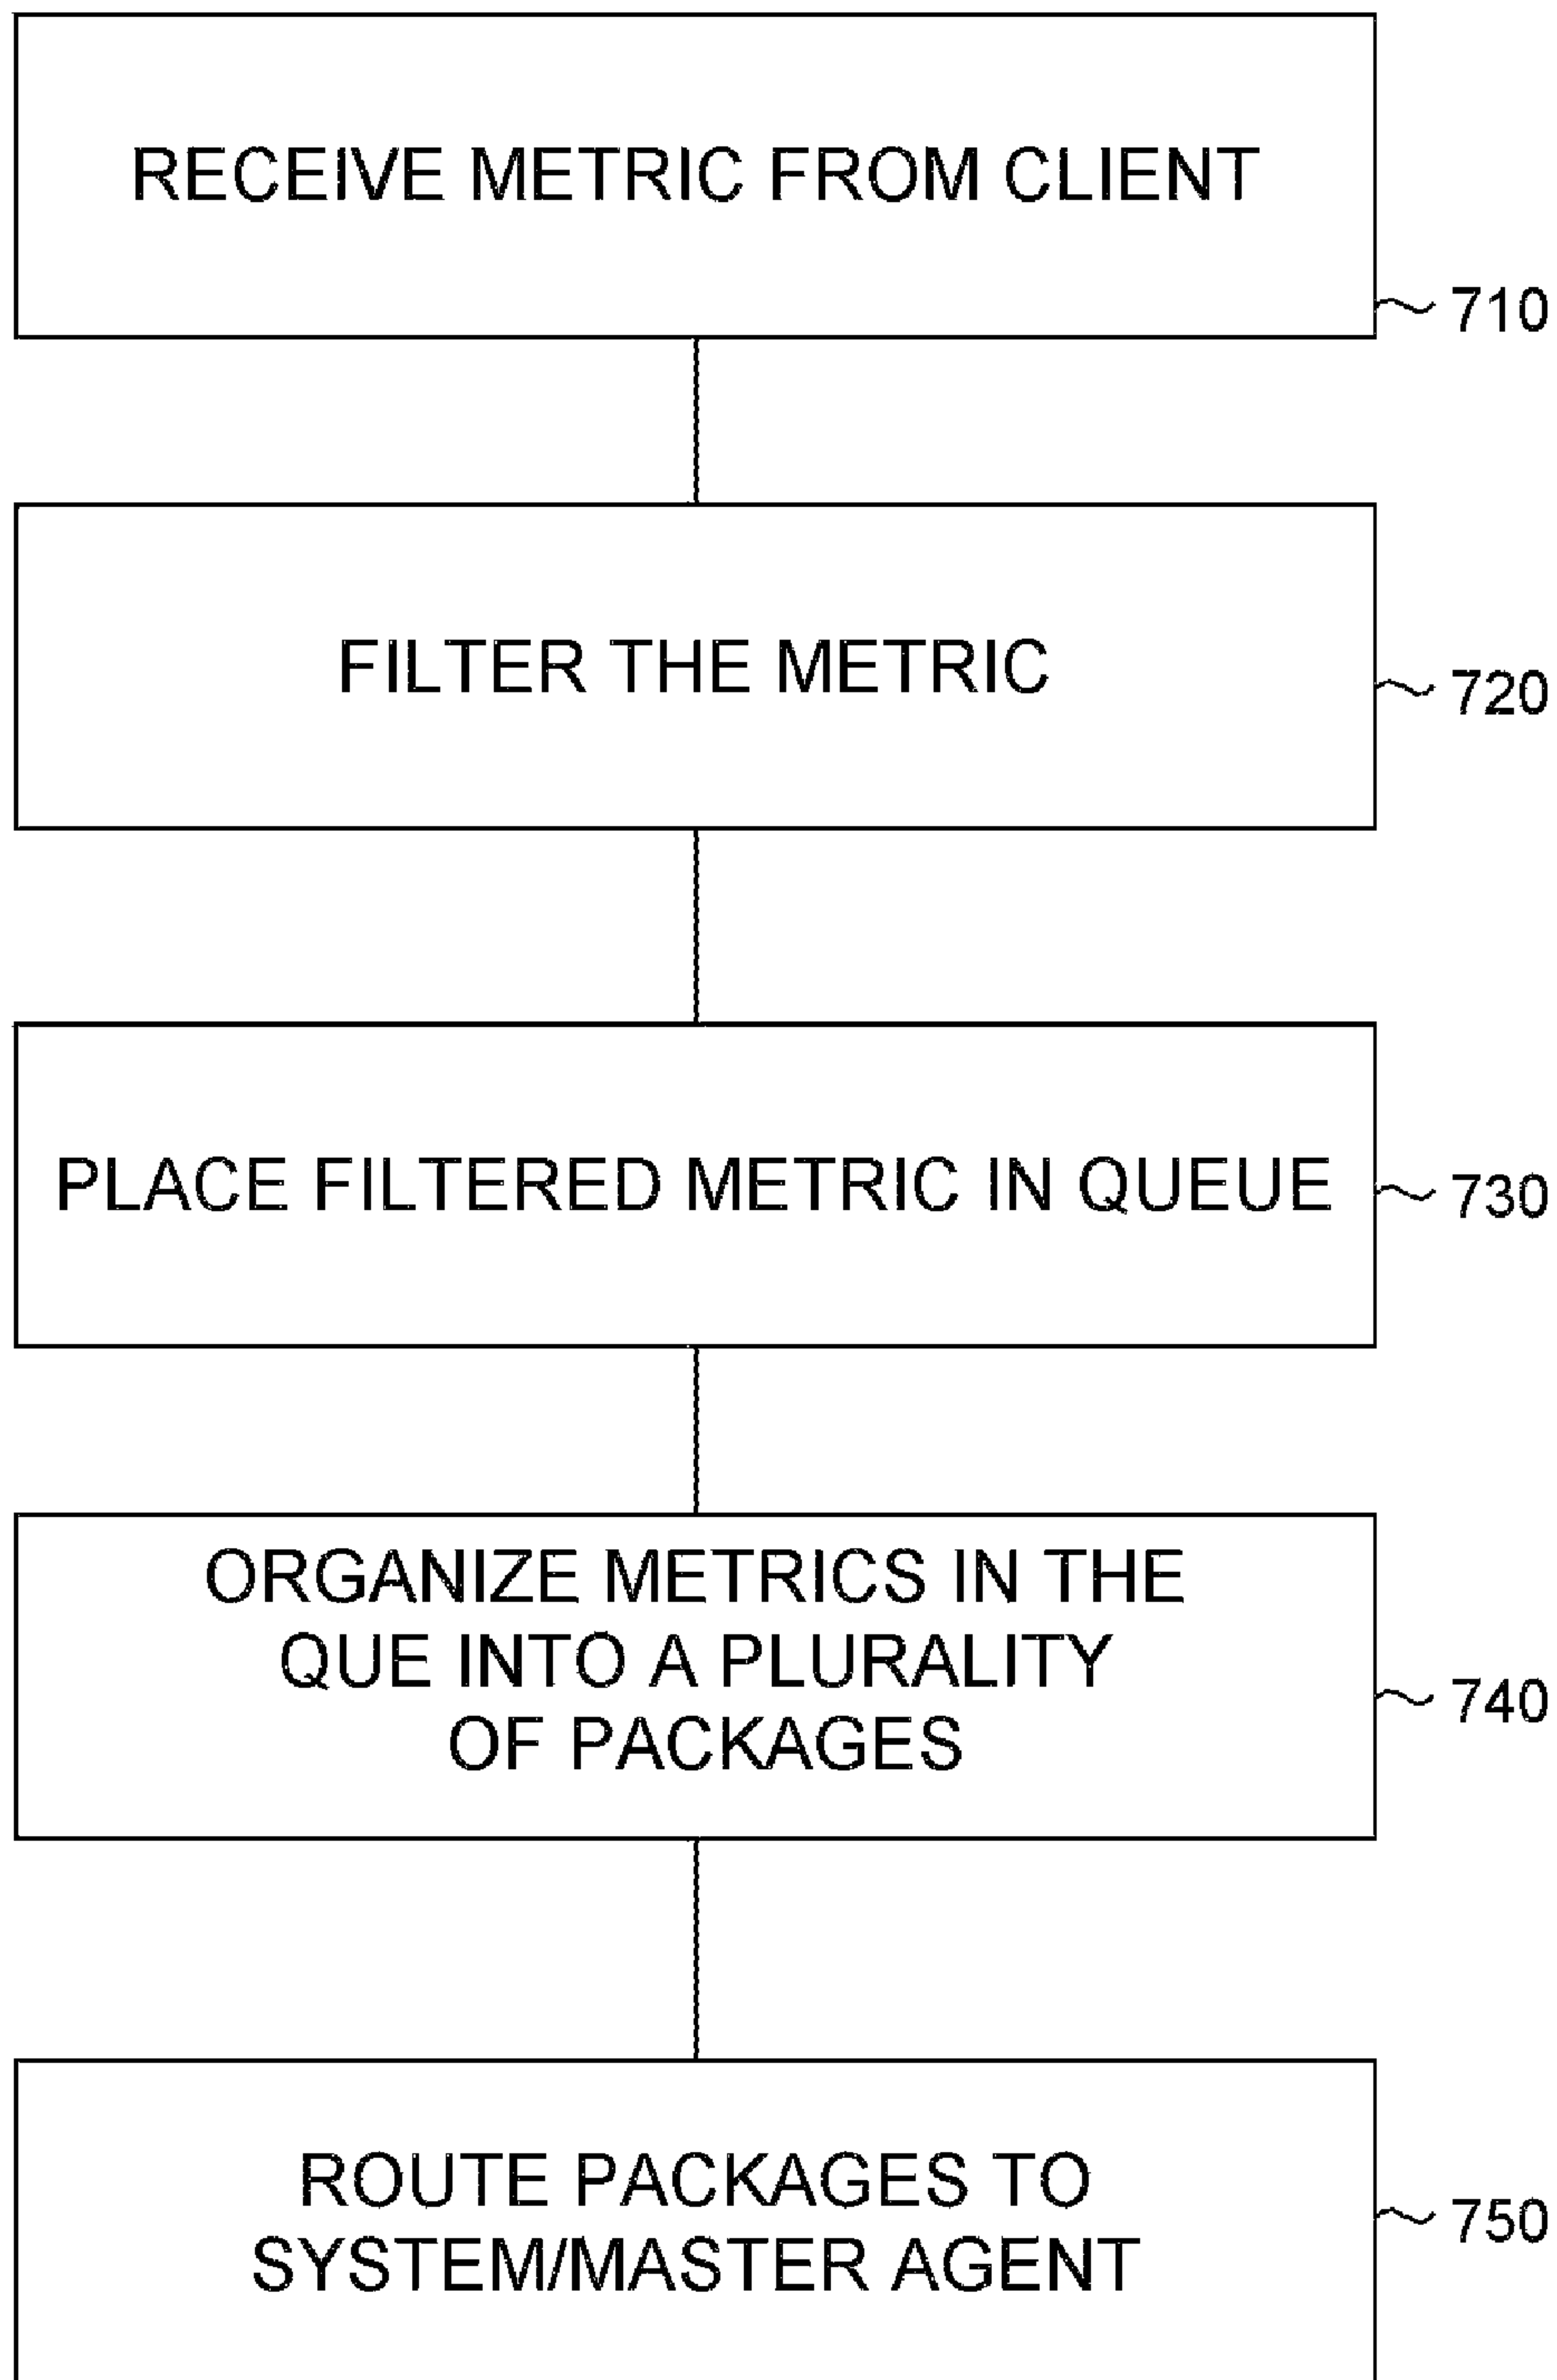 RECEIVE METRIC FROM CLIENT
710
FILTER THE METRIC
720
PLACE FILTERED METRIC IN QUEUE
730
ORGANIZE METRICS IN THE
QUE INTO A PLURALITY
OF PACKAGES
740
ROUTE PACKAGES TO
SYSTEM/MASTER AGENT
750